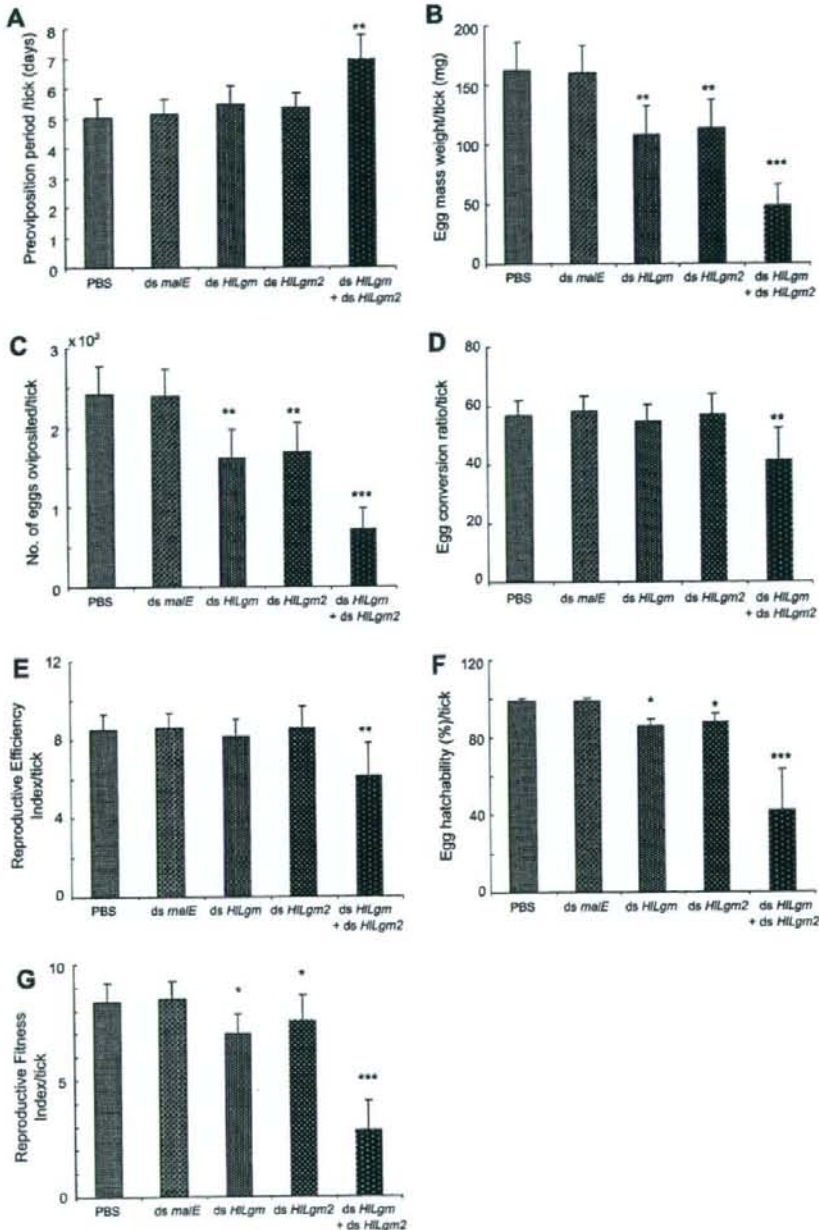 A
Preoviposition period /tick (days)
8
7
6
5
4
3
2
1
0
**
PBS
ds malE
ds HlLgm
ds HlLgm2
ds HlLgm
+ ds HlLgm2
B
Egg mass weight/tick (mg)
200
150
100
50
0
**
**
***
PBS
ds malE
ds HlLgm
ds HlLgm2
ds HlLgm
+ ds HlLgm2
C
x 10³
No. of eggs oviposited/tick
3
2
1
0
**
**
***
PBS
ds malE
ds HlLgm
ds HlLgm2
ds HlLgm
+ ds HlLgm2
D
Egg conversion ratio/tick
80
60
40
20
0
**
PBS
ds malE
ds HlLgm
ds HlLgm2
ds HlLgm
+ ds HlLgm2
E
Reproductive Efficiency
Index/tick
12
8
4
0
**
PBS
ds malE
ds HlLgm
ds HlLgm2
ds HlLgm
+ ds HlLgm2
F
Egg hatchability (%)/tick
120
80
40
0
*
*
***
PBS
ds malE
ds HlLgm
ds HlLgm2
ds HlLgm
+ ds HlLgm2
G
Reproductive Fitness
Index/tick
10
5
0
*
*
***
PBS
ds malE
ds HlLgm
ds HlLgm2
ds HlLgm
+ ds HlLgm2